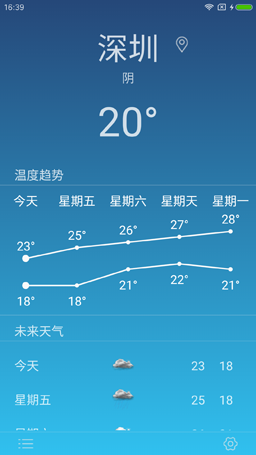 16:39
深圳
阴
20°
温度趋势
今天 星期五 星期六 星期天 星期一
23° 25° 26° 27° 28°
18° 18° 21° 22° 21°
未来天气
今天 23 18
星期五 25 18